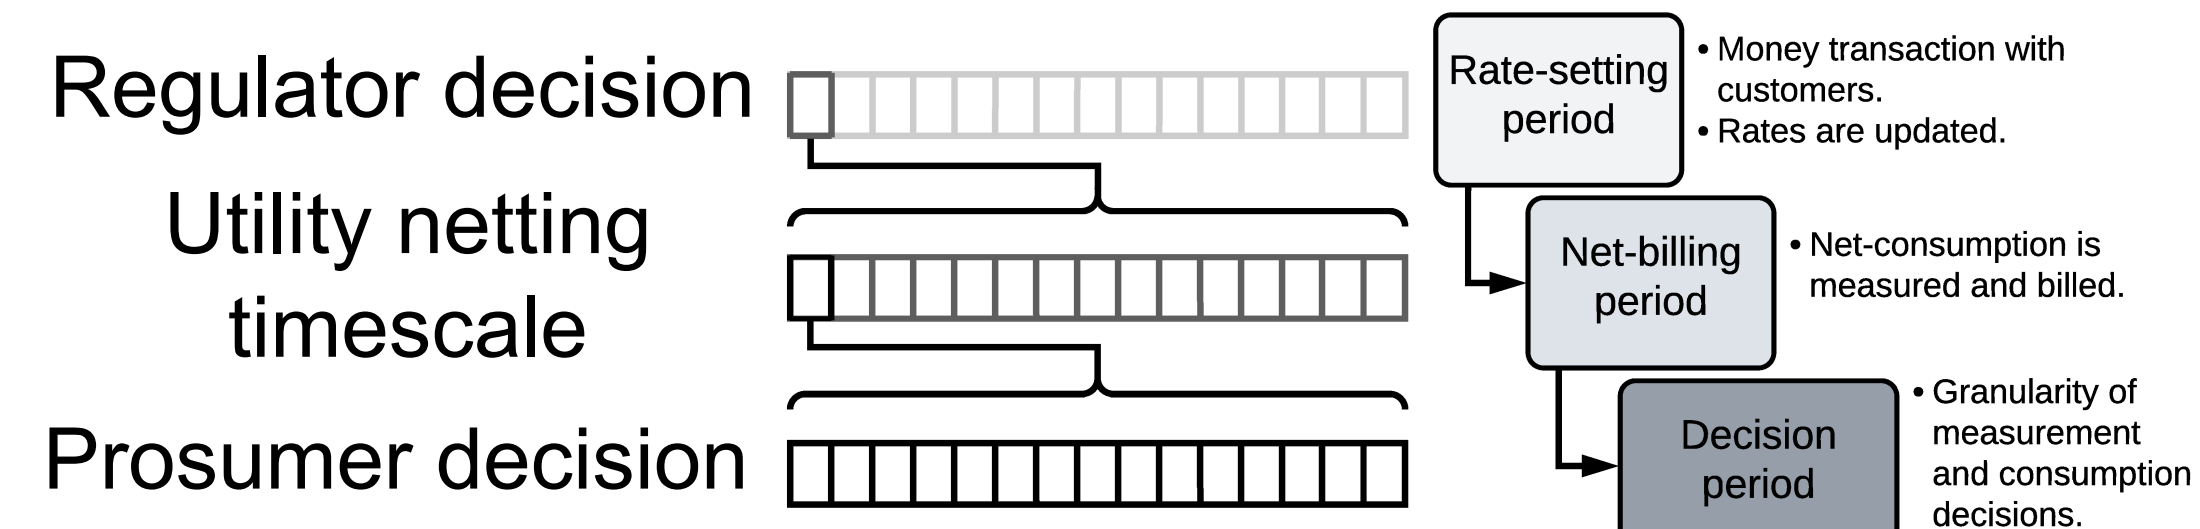 Regulator decision
Utility netting
timescale
Prosumer decision
Rate-setting
period
• Money transaction with
customers.
• Rates are updated.
Net-billing
period
• Net-consumption is
measured and billed.
Decision
period
• Granularity of
measurement
and consumption
decisions.